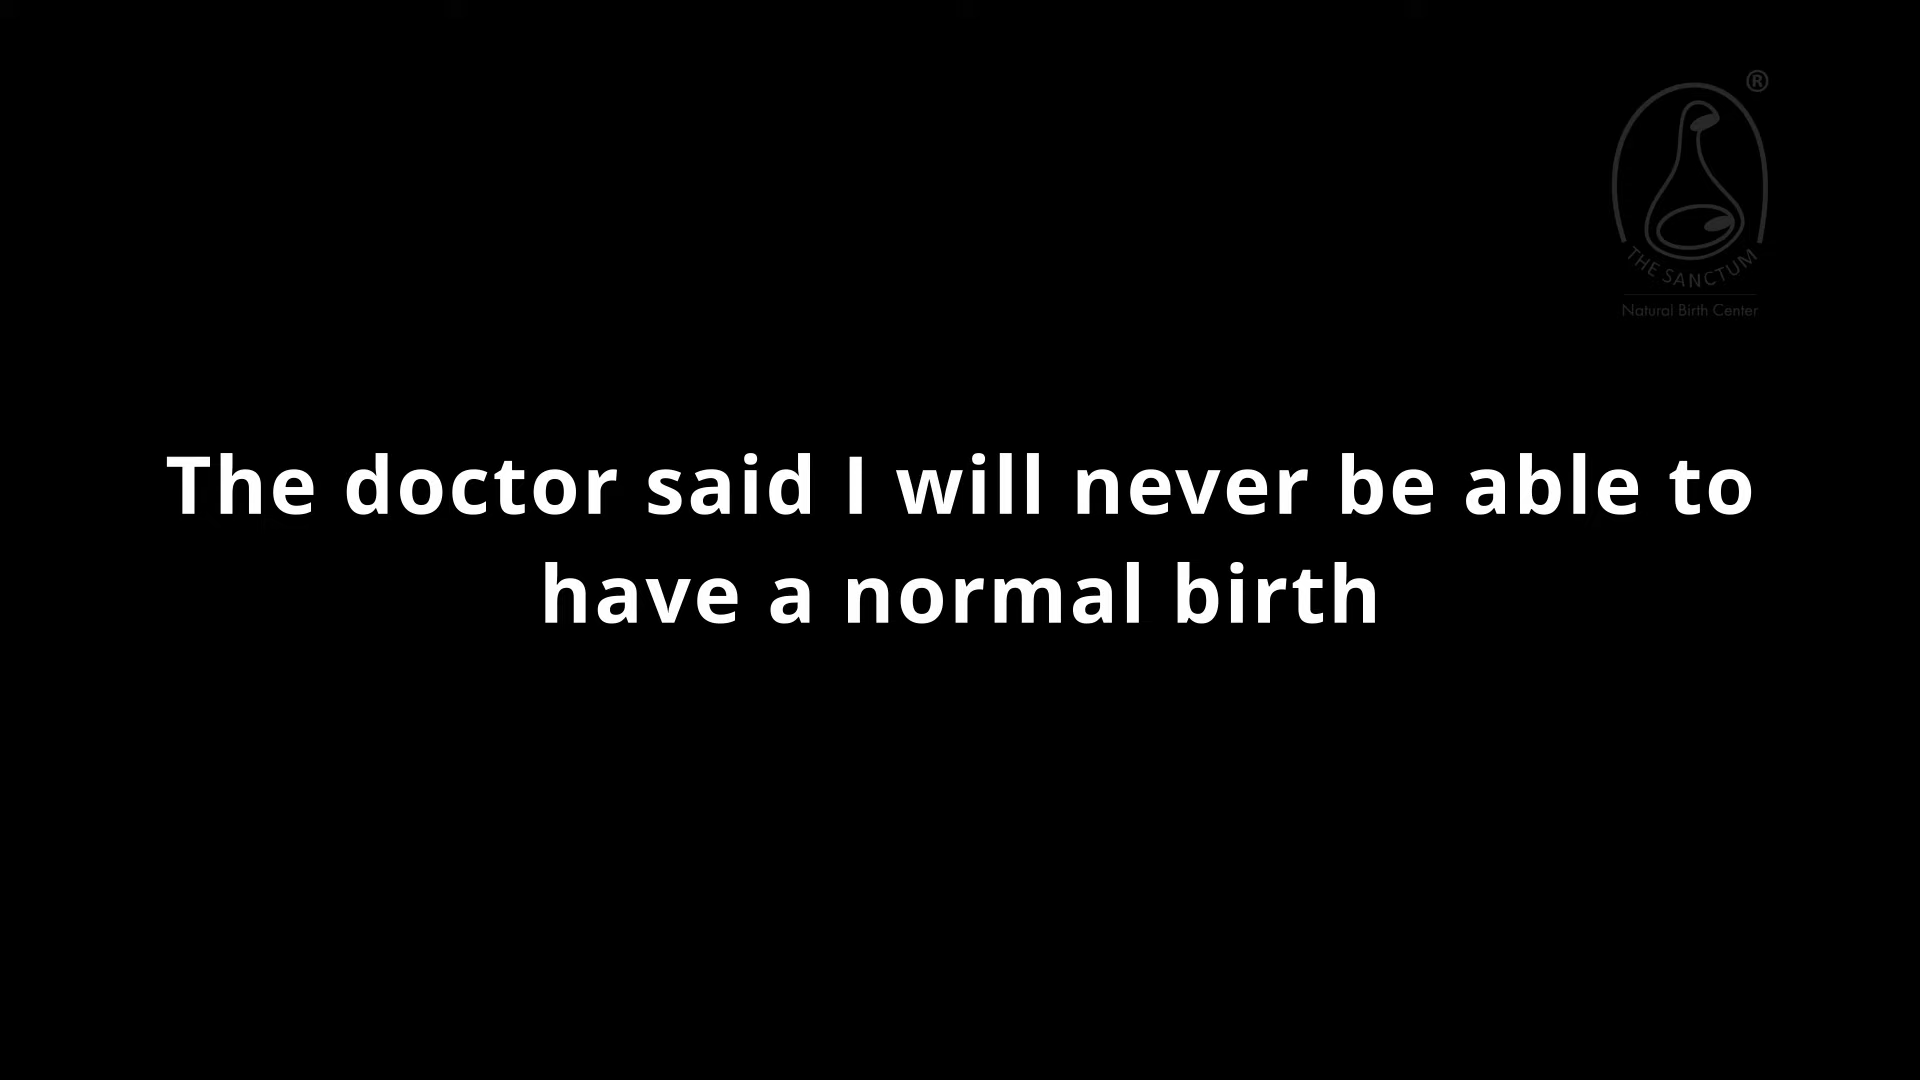 ®
THE SANCTUM
Natural Birth Center
The doctor said I will never be able to
have a normal birth